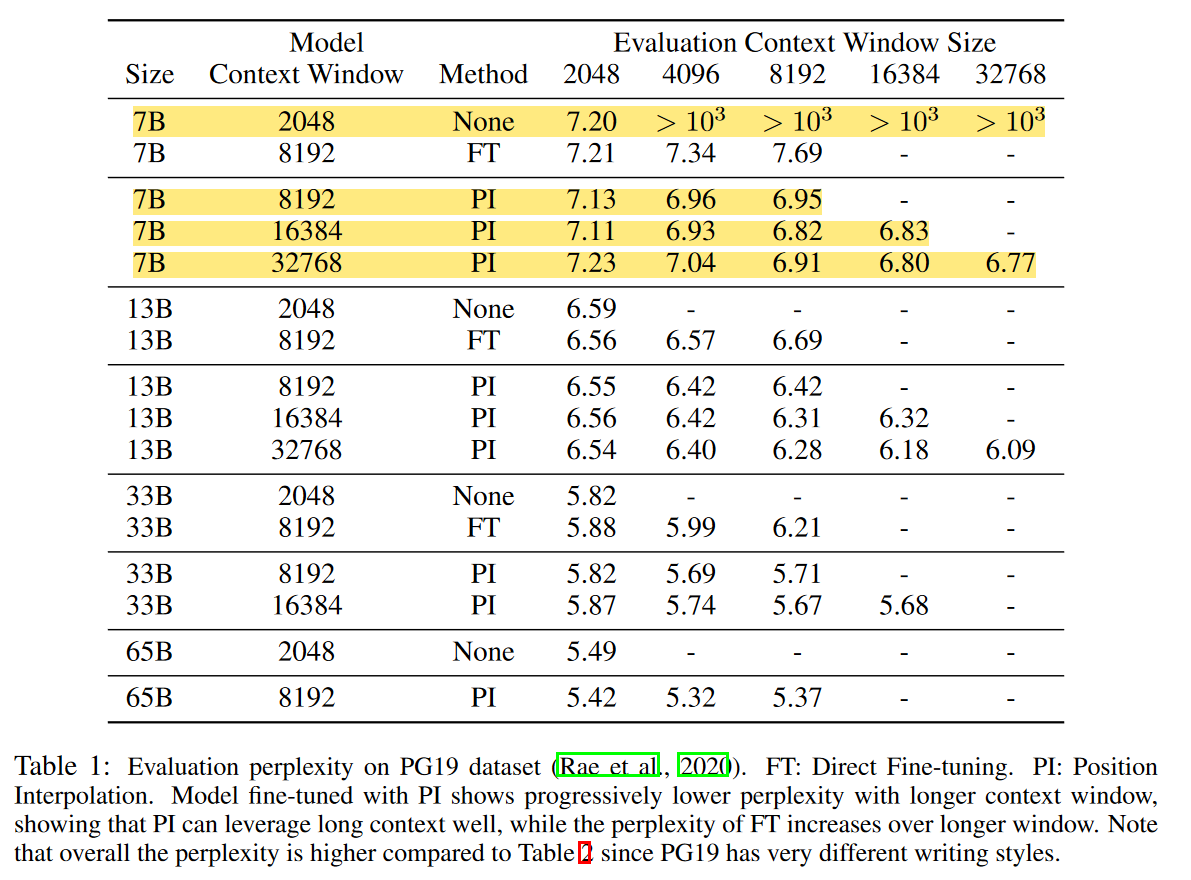 Model Evaluation Context Window Size
Size Context Window Method 2048 4096 8192 16384 32768
7B 2048 None 7.20 > 10³ > 10³ > 10³ > 10³
7B 8192 FT 7.21 7.34 7.69 - -
7B 8192 PI 7.13 6.96 6.95 - -
7B 16384 PI 7.11 6.93 6.82 6.83 -
7B 32768 PI 7.23 7.04 6.91 6.80 6.77
13B 2048 None 6.59 - - - -
13B 8192 FT 6.56 6.57 6.69 - -
13B 8192 PI 6.55 6.42 6.42 - -
13B 16384 PI 6.56 6.42 6.31 6.32 -
13B 32768 PI 6.54 6.40 6.28 6.18 6.09
33B 2048 None 5.82 - - - -
33B 8192 FT 5.88 5.99 6.21 - -
33B 8192 PI 5.82 5.69 5.71 - -
33B 16384 PI 5.87 5.74 5.67 5.68 -
65B 2048 None 5.49 - - - -
65B 8192 PI 5.42 5.32 5.37 - -
Table 1: Evaluation perplexity on PG19 dataset (Rae et al., 2020). FT: Direct Fine-tuning. PI: Position
Interpolation. Model fine-tuned with PI shows progressively lower perplexity with longer context window,
showing that PI can leverage long context well, while the perplexity of FT increases over longer window. Note
that overall the perplexity is higher compared to Table 2 since PG19 has very different writing styles.